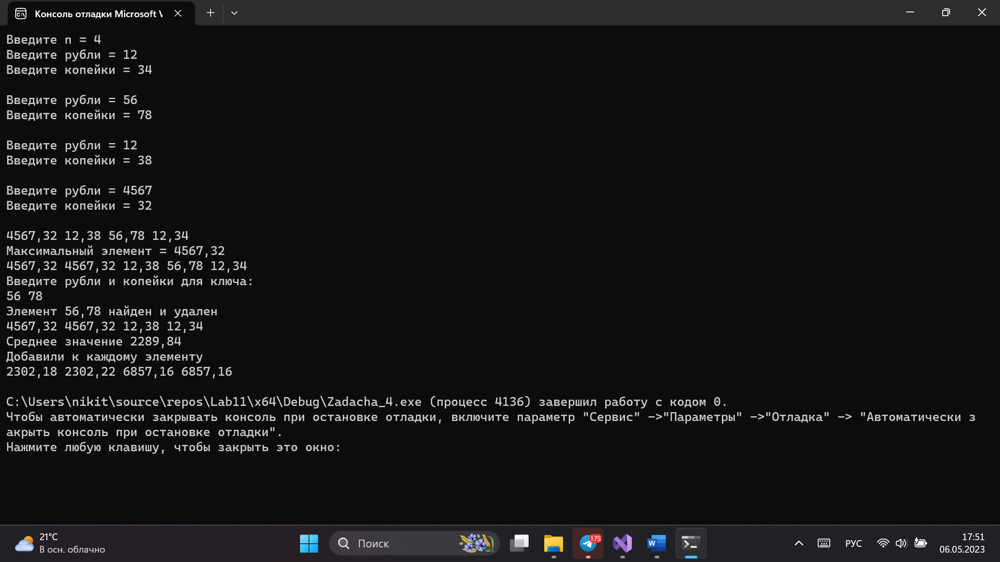 Консоль отладки Microsoft V
Введите n = 4
Введите рубли = 12
Введите копейки = 34
Введите рубли = 56
Введите копейки = 78
Введите рубли = 12
Введите копейки = 38
Введите рубли = 4567
Введите копейки = 32
4567,32 12,38 56,78 12,34
Максимальный элемент = 4567,32
4567,32 4567,32 12,38 56,78 12,34
Введите рубли и копейки для ключа:
56 78
Элемент 56,78 найден и удален
4567,32 4567,32 12,38 12,34
Среднее значение 2289,84
Добавили к каждому элементу
2302,18 2302,22 6857,16 6857,16
C:\Users\nikit\source\repos\Lab11\x64\Debug\Zadacha_4.exe (процесс 4136) завершил работу с кодом 0.
Чтобы автоматически закрывать консоль при остановке отладки, включите параметр "Сервис" ->"Параметры" ->"Отладка" -> "Автоматически з
акрыть консоль при остановке отладки".
Нажмите любую клавишу, чтобы закрыть это окно:
21°C
В осн. облачно
Поиск
175
РУС
17:51
06.05.2023